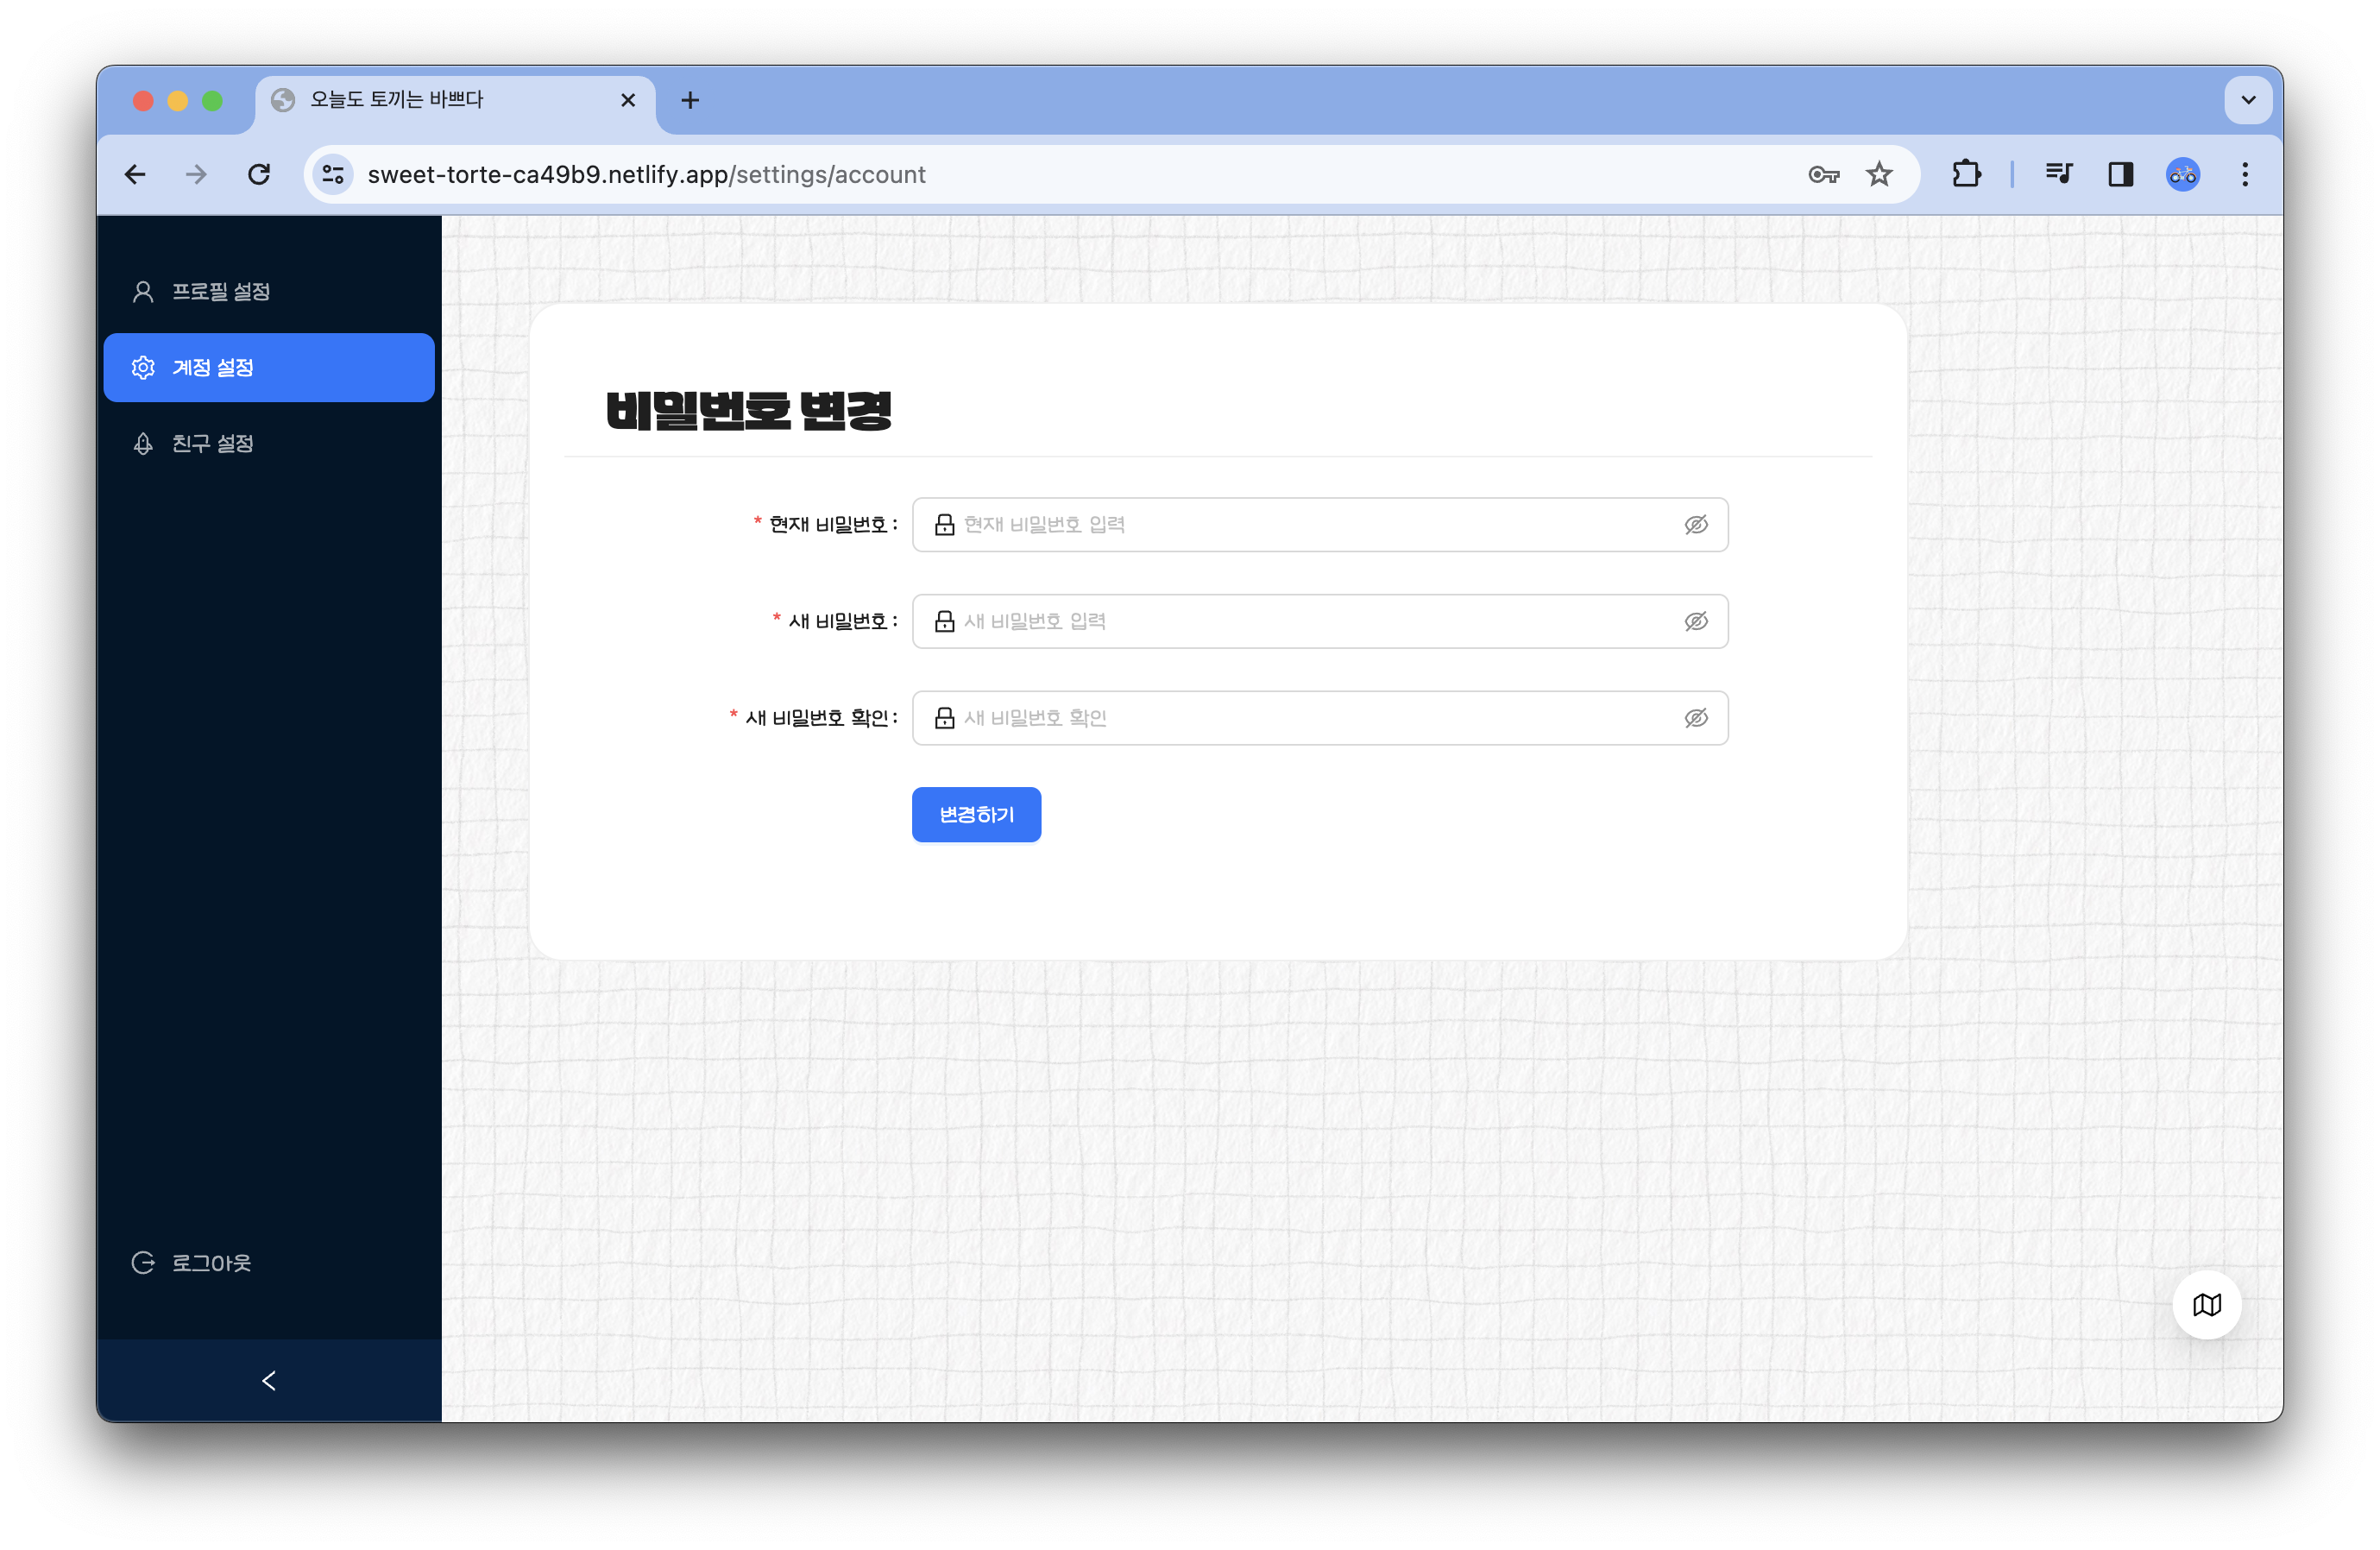 오늘도 토끼는 바쁘다
sweet-torte-ca49b9.netlify.app/settings/account
프로필 설정
계정 설정
친구 설정
비밀번호 변경
* 현재 비밀번호 :
현재 비밀번호 입력
* 새 비밀번호 :
새 비밀번호 입력
* 새 비밀번호 확인 :
새 비밀번호 확인
변경하기
로그아웃